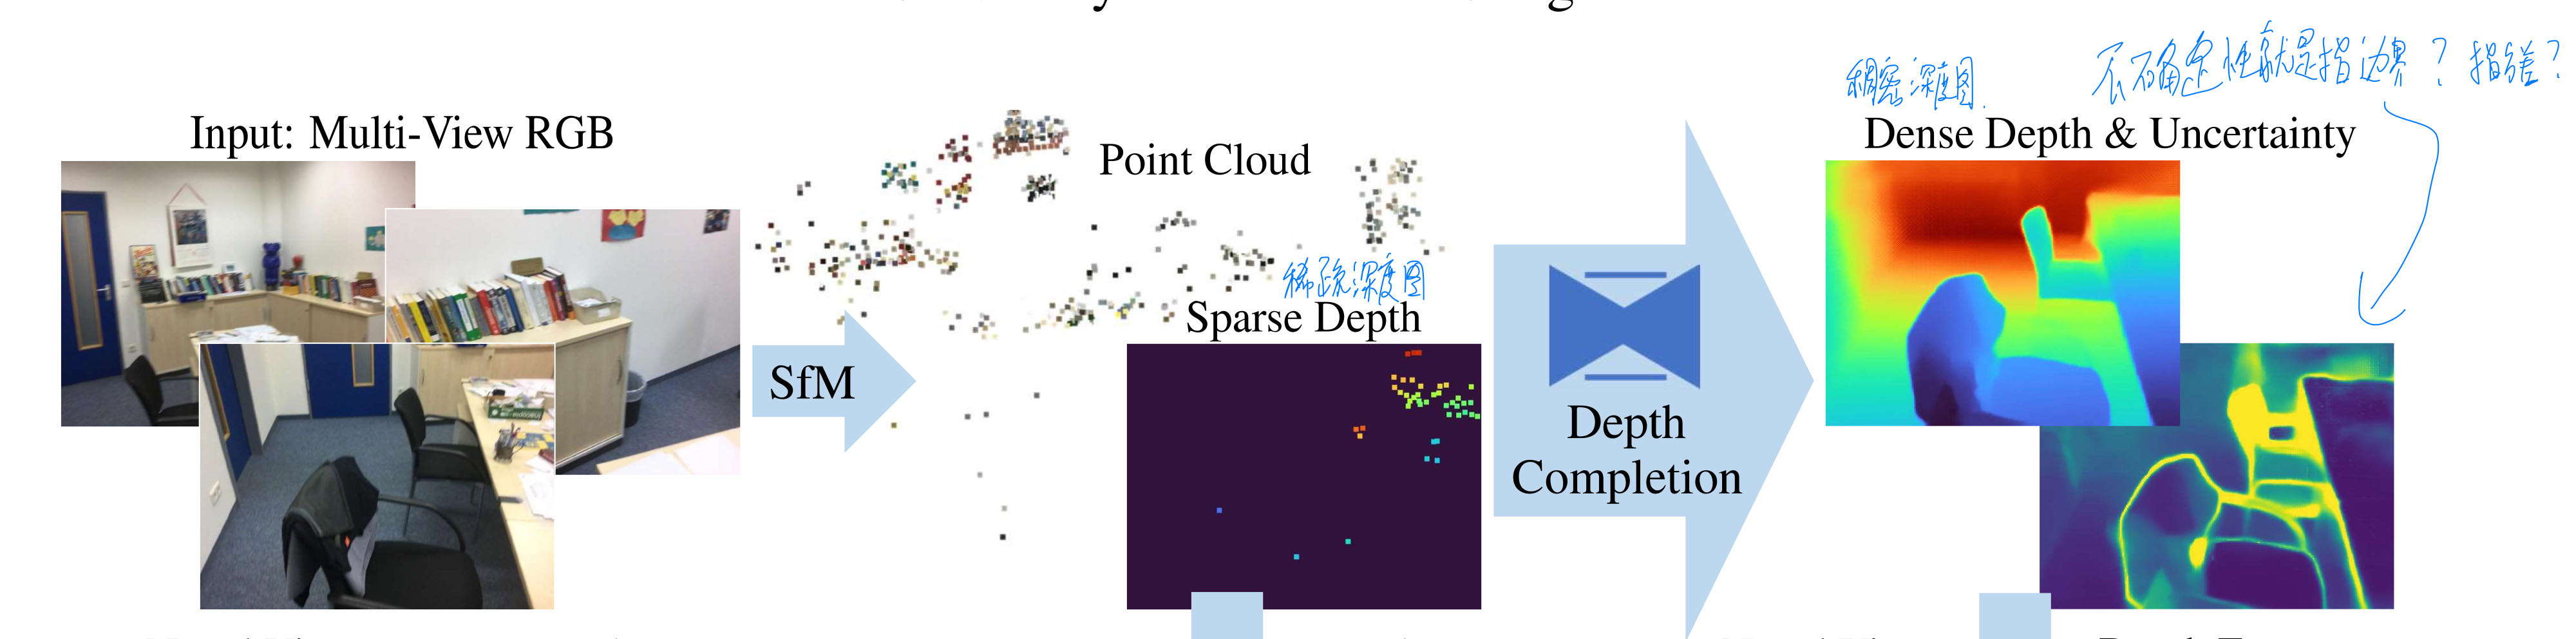 稠密深度图.
不确定性就是指边界？指差？
Input: Multi-View RGB
Point Cloud
Dense Depth & Uncertainty
稀疏深度图
Sparse Depth
SfM
Depth
Completion